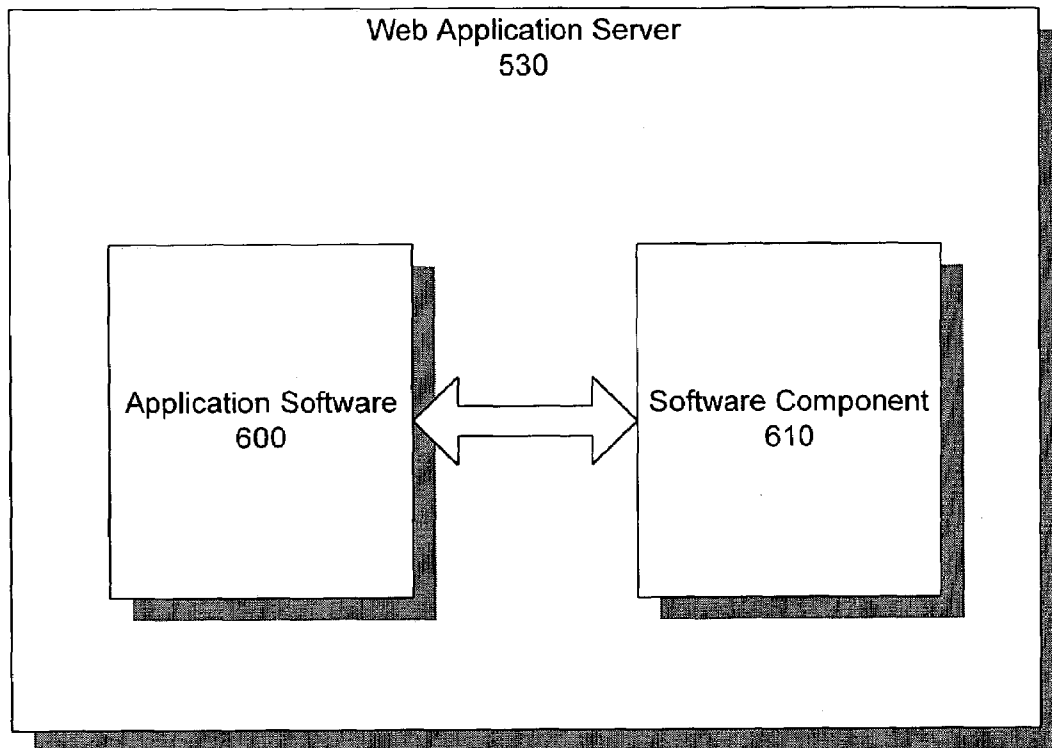 Web Application Server
530
Application Software
600
Software Component
610